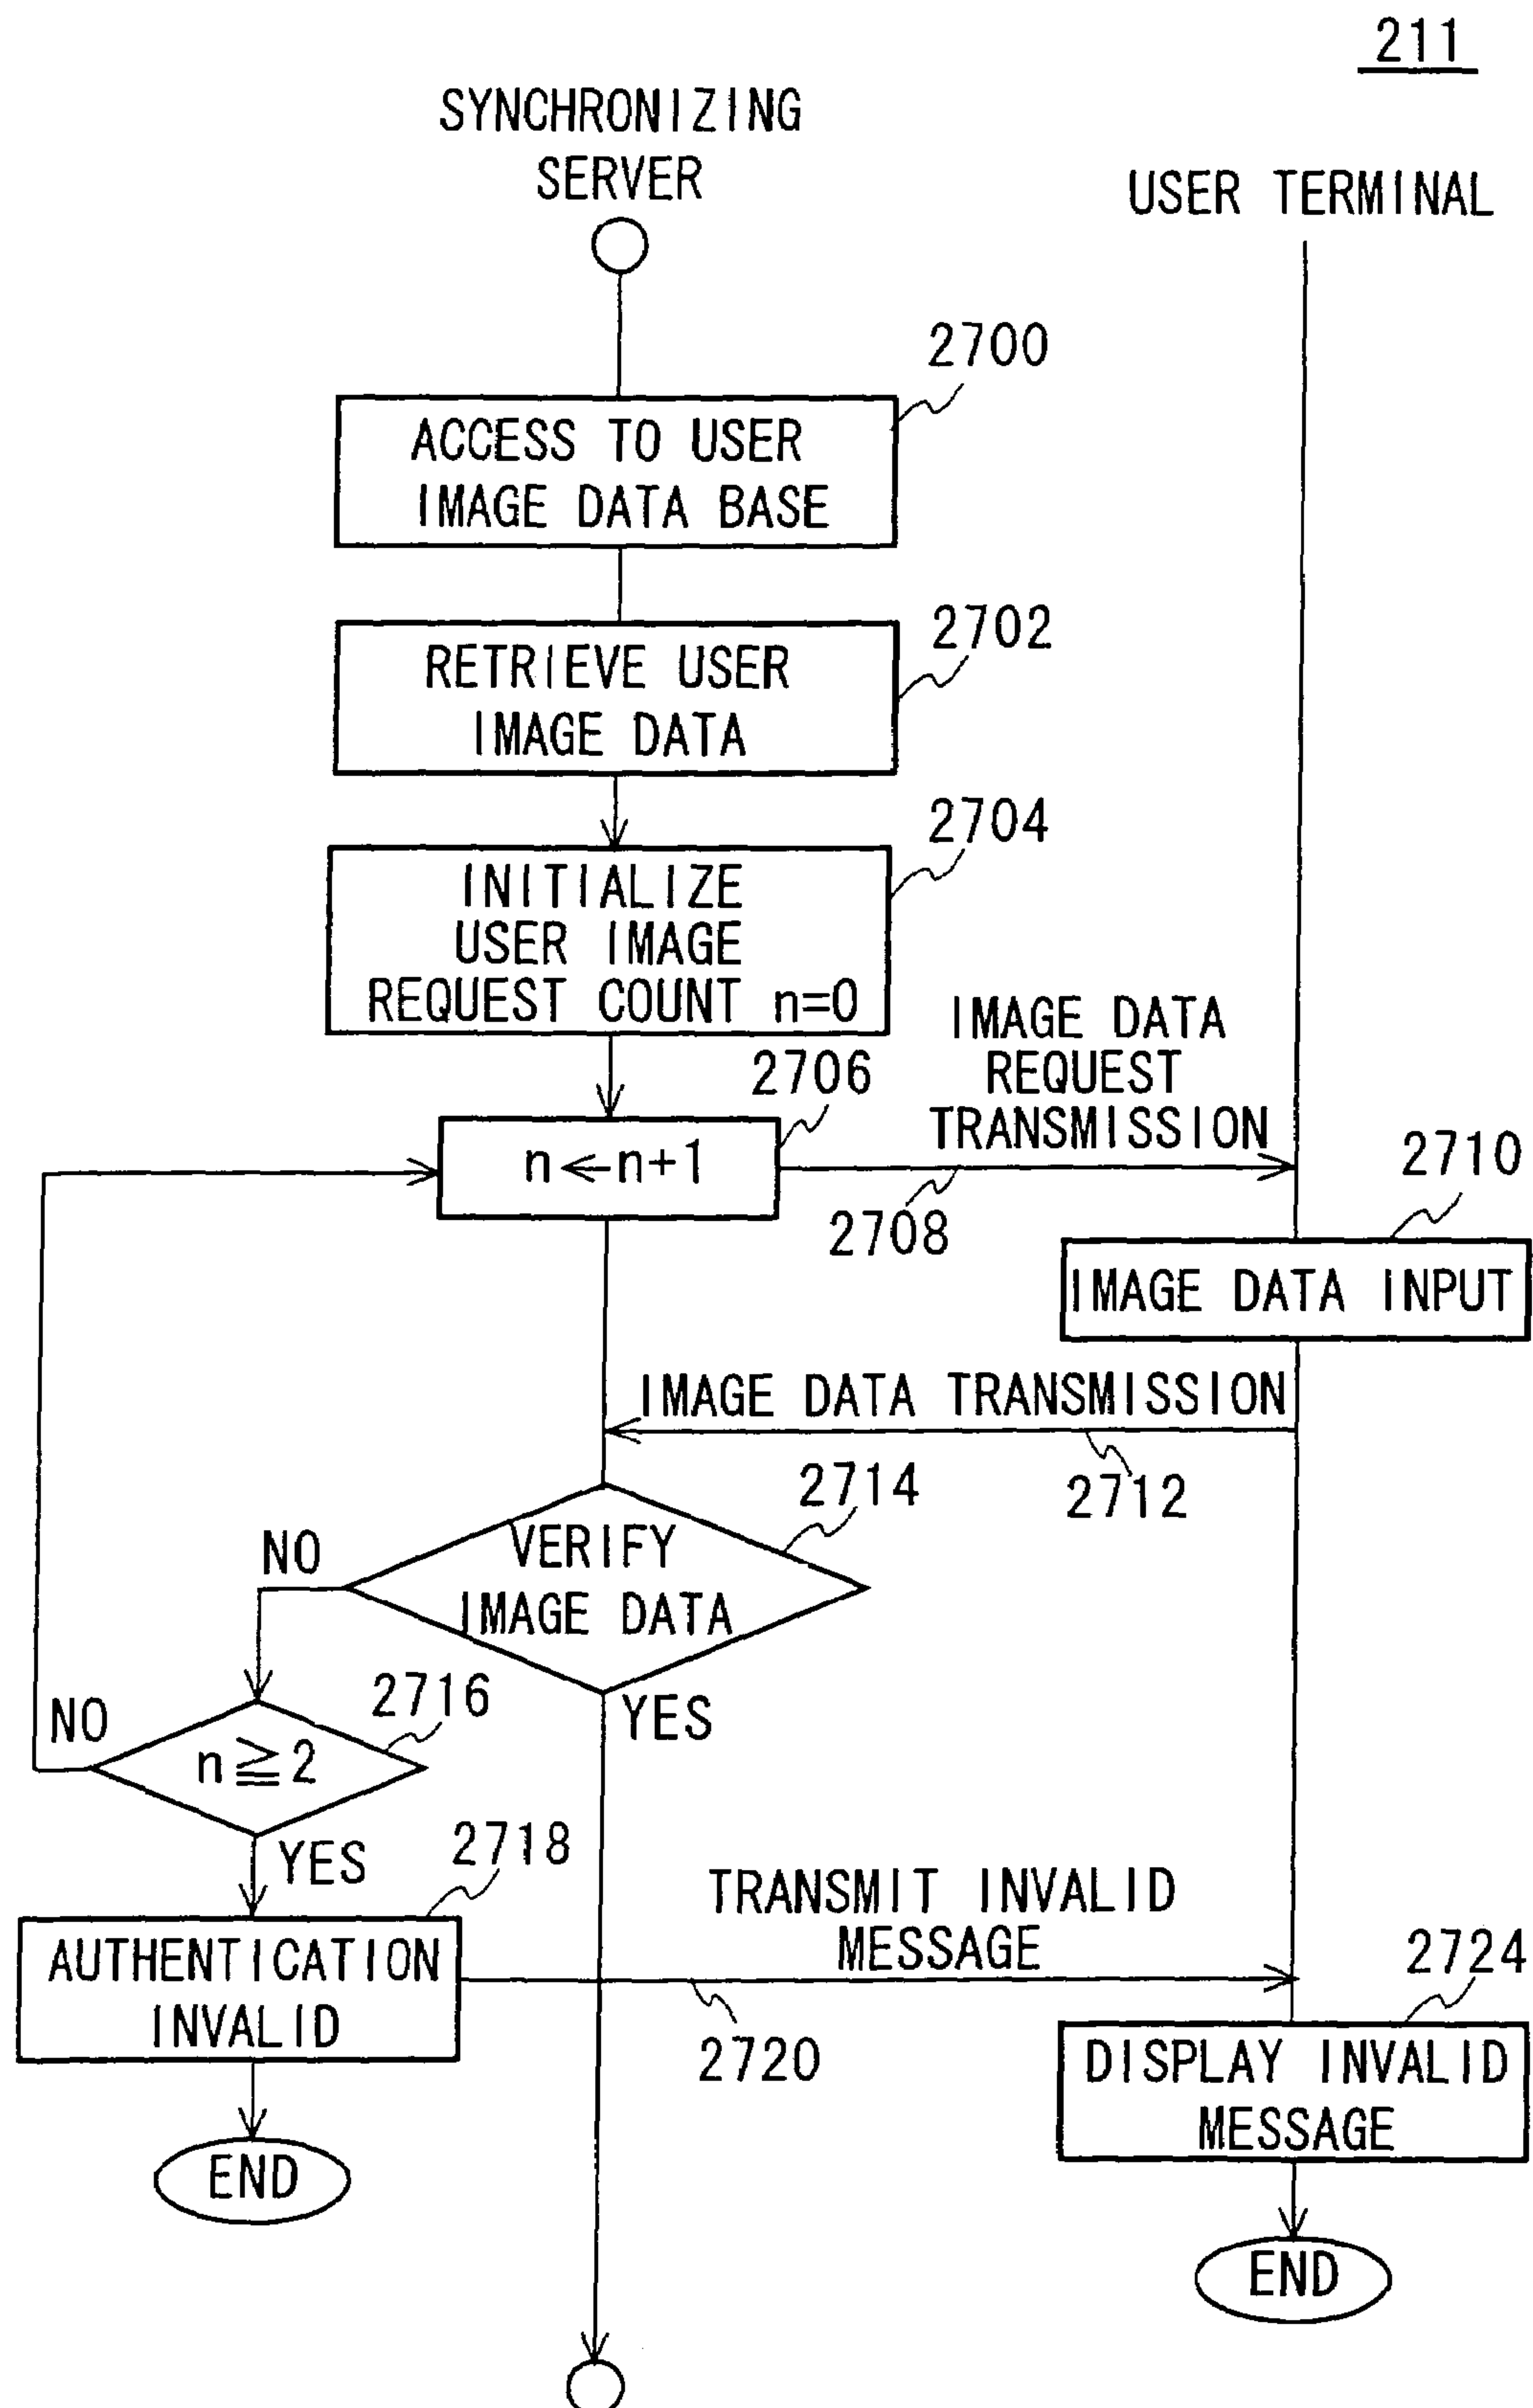 211
SYNCHRONIZING
SERVER
USER TERMINAL
2700
ACCESS TO USER
IMAGE DATA BASE
2702
RETRIEVE USER
IMAGE DATA
2704
INITIALIZE
USER IMAGE
REQUEST COUNT n=0
IMAGE DATA
REQUEST
TRANSMISSION
2706
n←n+1
2708
2710
IMAGE DATA INPUT
IMAGE DATA TRANSMISSION
2712
2714
VERIFY
IMAGE DATA
NO
YES
2716
NO
n≧2
YES
2718
AUTHENTICATION
INVALID
TRANSMIT INVALID
MESSAGE
2720
2724
DISPLAY INVALID
MESSAGE
END
END